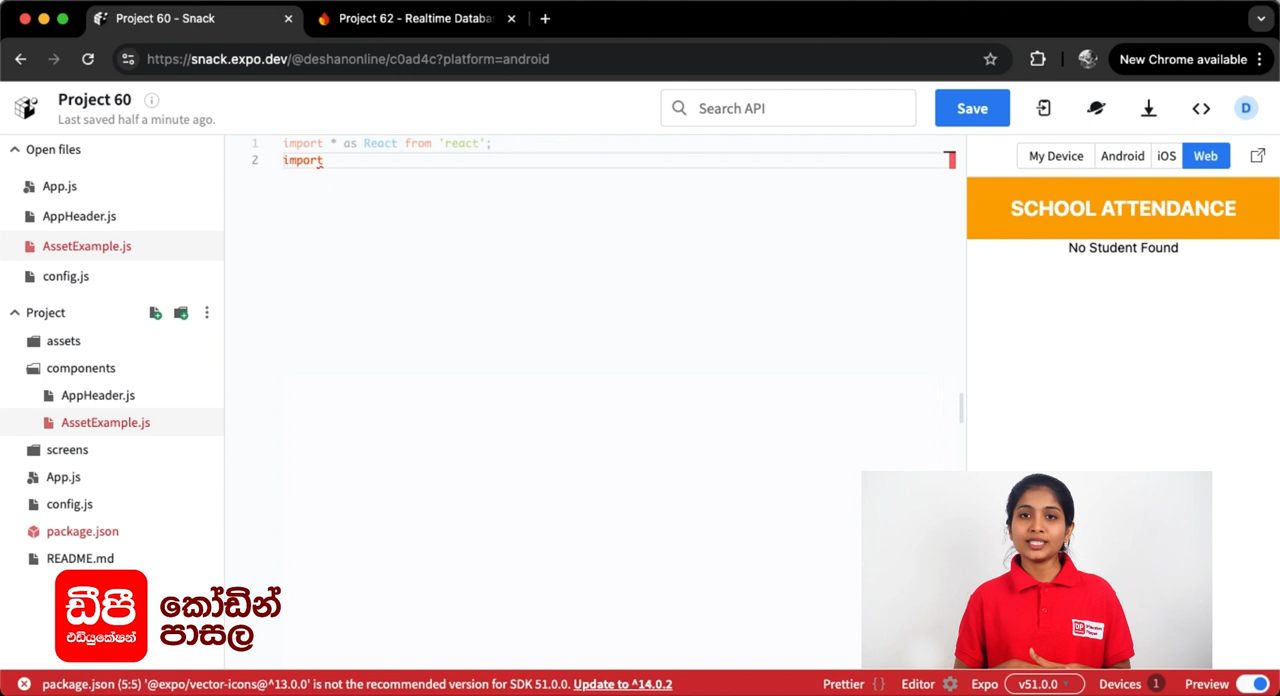 Project 60 - Snack
Project 62 - Realtime Databa
https://snack.expo.dev/@deshanonline/c0ad4c?platform=android
New Chrome available
Project 60
Last saved half a minute ago.
Search API
Save
D
Open files
App.js
AppHeader.js
AssetExample.js
config.js
Project
assets
components
AppHeader.js
AssetExample.js
screens
App.js
config.js
package.json
README.md
1 import * as React from 'react';
2 import
My Device Android iOS Web
SCHOOL ATTENDANCE
No Student Found
ඩීපී
එඩියුකේෂන්
කෝඩින්
පාසල
DP
package.json (5:5) '@expo/vector-icons@^13.0.0' is not the recommended version for SDK 51.0.0. Update to ^14.0.2
Prettier { } Editor Expo v51.0.0 Devices 1 Preview